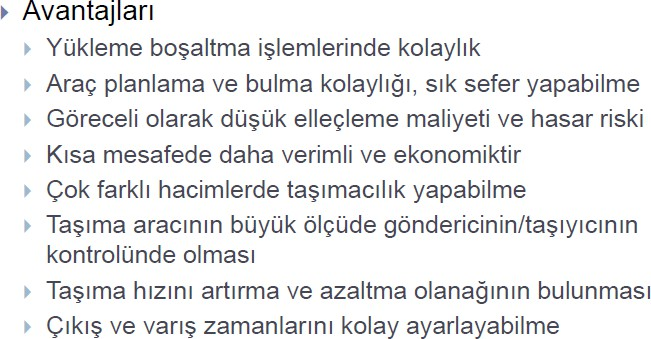 Avantajları
Yükleme boşaltma işlemlerinde kolaylık
Araç planlama ve bulma kolaylığı, sık sefer yapabilme
Göreceli olarak düşük elleçleme maliyeti ve hasar riski
Kısa mesafede daha verimli ve ekonomiktir
Çok farklı hacimlerde taşımacılık yapabilme
Taşıma aracının büyük ölçüde göndericinin/taşıyıcının
kontrolünde olması
Taşıma hızını artırma ve azaltma olanağının bulunması
Çıkış ve varış zamanlarını kolay ayarlayabilme